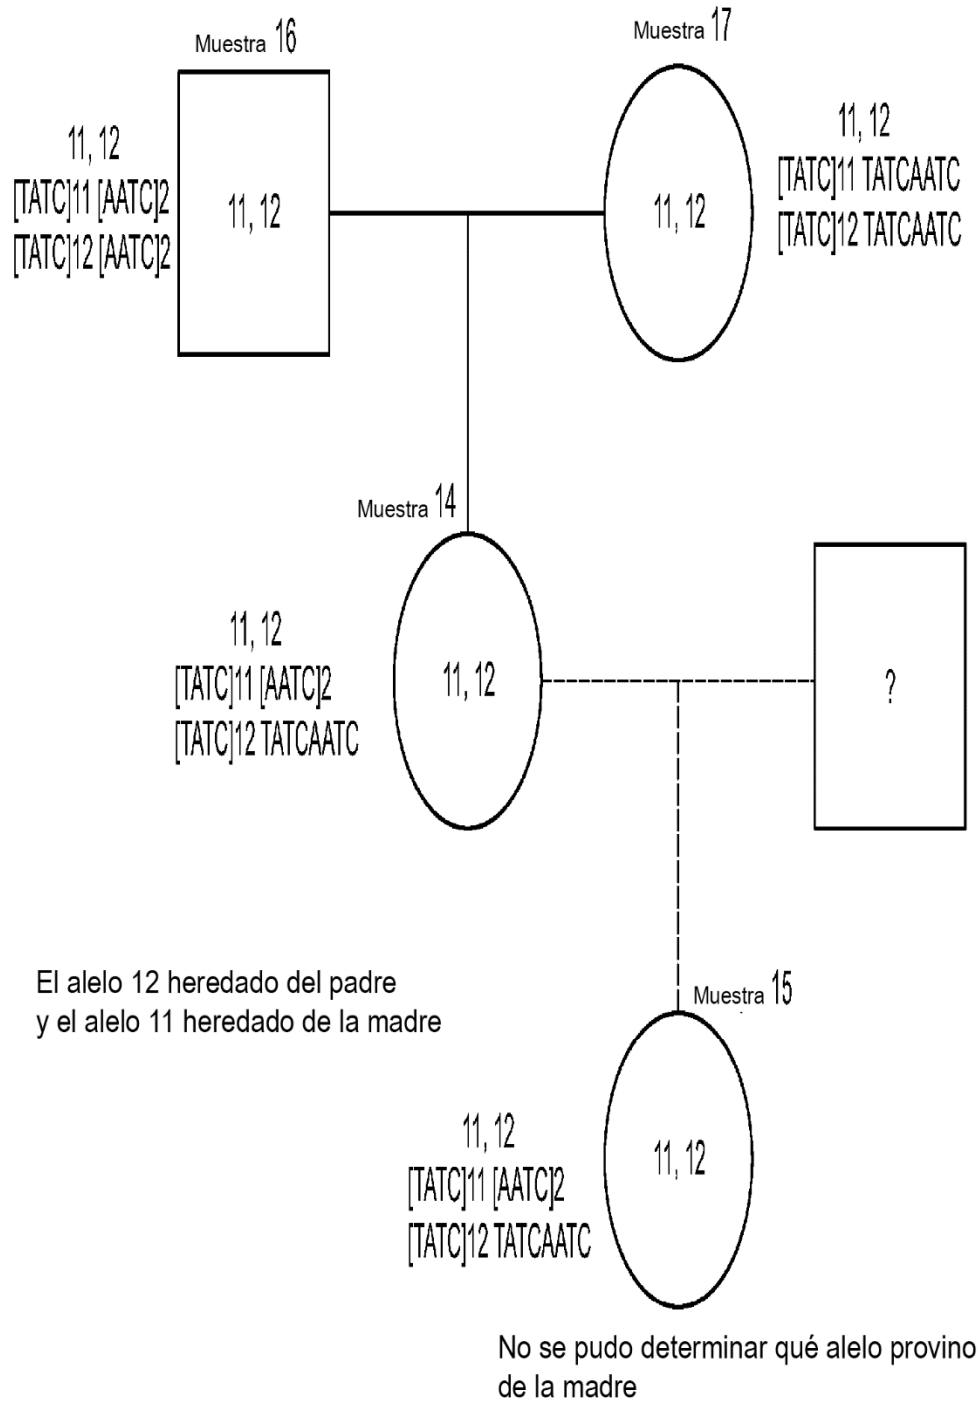 Muestra 16
Muestra 17
11, 12
[TATC]11 [AATC]2
[TATC]12 [AATC]2
11, 12
11, 12
11, 12
[TATC]11 TATCAATC
[TATC]12 TATCAATC
Muestra 14
11, 12
[TATC]11 [AATC]2
[TATC]12 TATCAATC
11, 12
?
El alelo 12 heredado del padre
y el alelo 11 heredado de la madre
Muestra 15
11, 12
[TATC]11 [AATC]2
[TATC]12 TATCAATC
11, 12
No se pudo determinar qué alelo provino
de la madre